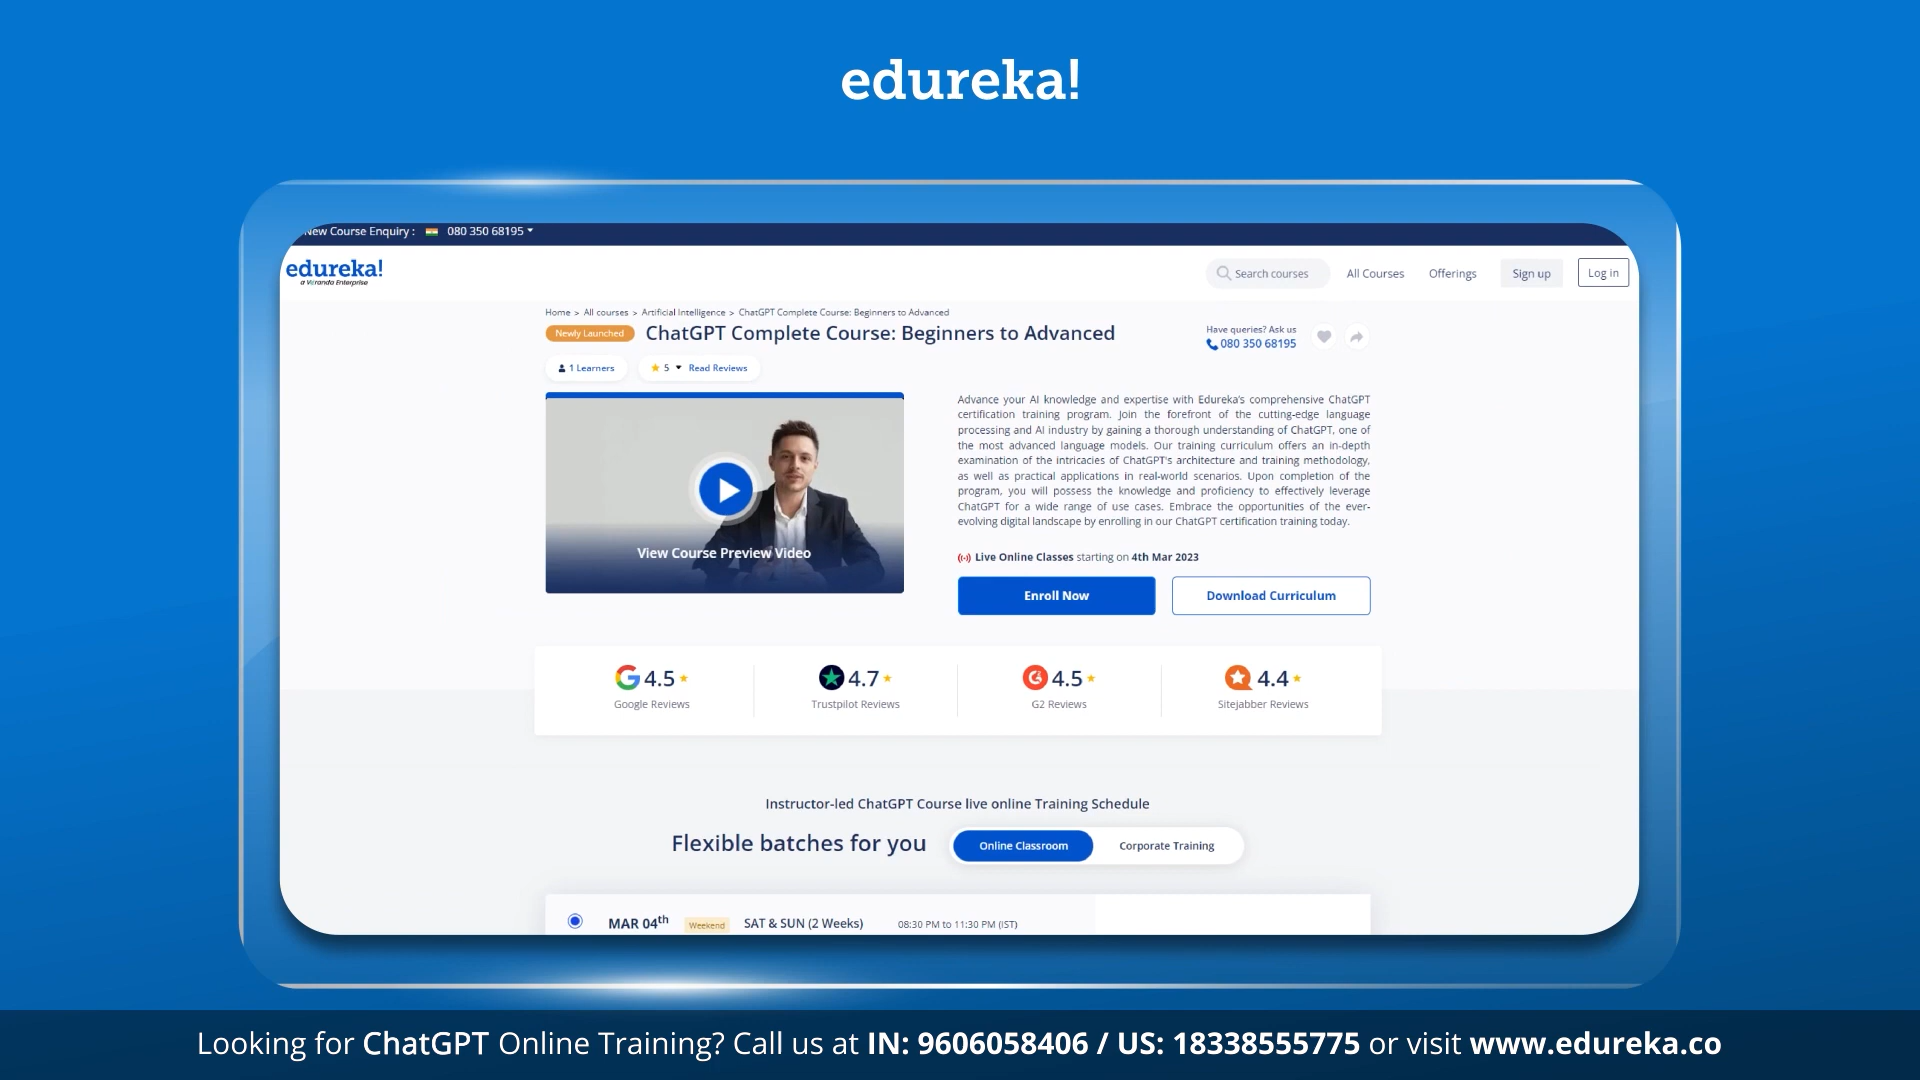 edureka!
New Course Enquiry : 080 350 68195
edureka!
a Veranda Enterprise
Search courses
All Courses
Offerings
Sign up
Log in
Home > All courses > Artificial Intelligence > ChatGPT Complete Course: Beginners to Advanced
Newly Launched
ChatGPT Complete Course: Beginners to Advanced
Have queries? Ask us
080 350 68195
1 Learners
5
Read Reviews
View Course Preview Video
Advance your AI knowledge and expertise with Edureka's comprehensive ChatGPT
certification training program. Join the forefront of the cutting-edge language
processing and AI industry by gaining a thorough understanding of ChatGPT, one of
the most advanced language models. Our training curriculum offers an in-depth
examination of the intricacies of ChatGPT's architecture and training methodology,
as well as practical applications in real-world scenarios. Upon completion of the
program, you will possess the knowledge and proficiency to effectively leverage
ChatGPT for a wide range of use cases. Embrace the opportunities of the ever-
evolving digital landscape by enrolling in our ChatGPT certification training today.
Live Online Classes starting on 4th Mar 2023
Enroll Now
Download Curriculum
4.5
Google Reviews
4.7
Trustpilot Reviews
4.5
G2 Reviews
4.4
Sitejabber Reviews
Instructor-led ChatGPT Course live online Training Schedule
Flexible batches for you
Online Classroom
Corporate Training
MAR 04th
Weekend
SAT & SUN (2 Weeks)
08:30 PM to 11:30 PM (IST)
Looking for ChatGPT Online Training? Call us at IN: 9606058406 / US: 18338555775 or visit www.edureka.co